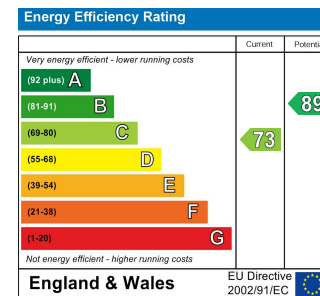 Energy Efficiency Rating
Current
Potenti
Very energy efficient - lower running costs
(92 plus) A
(81-91) B
89
(69-80) C
73
(55-68) D
(39-54) E
(21-38) F
(1-20) G
Not energy efficient - higher running costs
England & Wales
EU Directive
2002/91/EC